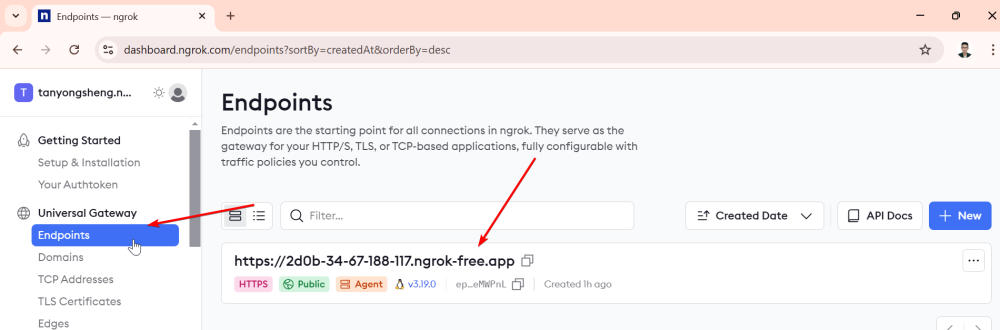 Endpoints — ngrok
dashboard.ngrok.com/endpoints?sortBy=createdAt&orderBy=desc
T tanyongsheng.n...
Getting Started
Setup & Installation
Your Authtoken
Universal Gateway
Endpoints
Domains
TCP Addresses
TLS Certificates
Edges
Endpoints
Endpoints are the starting point for all connections in ngrok. They serve as the
gateway for your HTTP/S, TLS, or TCP-based applications, fully configurable with
traffic policies you control.
Filter...
Created Date
API Docs
+ New
https://2d0b-34-67-188-117.ngrok-free.app
HTTPS Public Agent v3.19.0 ep...eMWPnL Created 1h ago